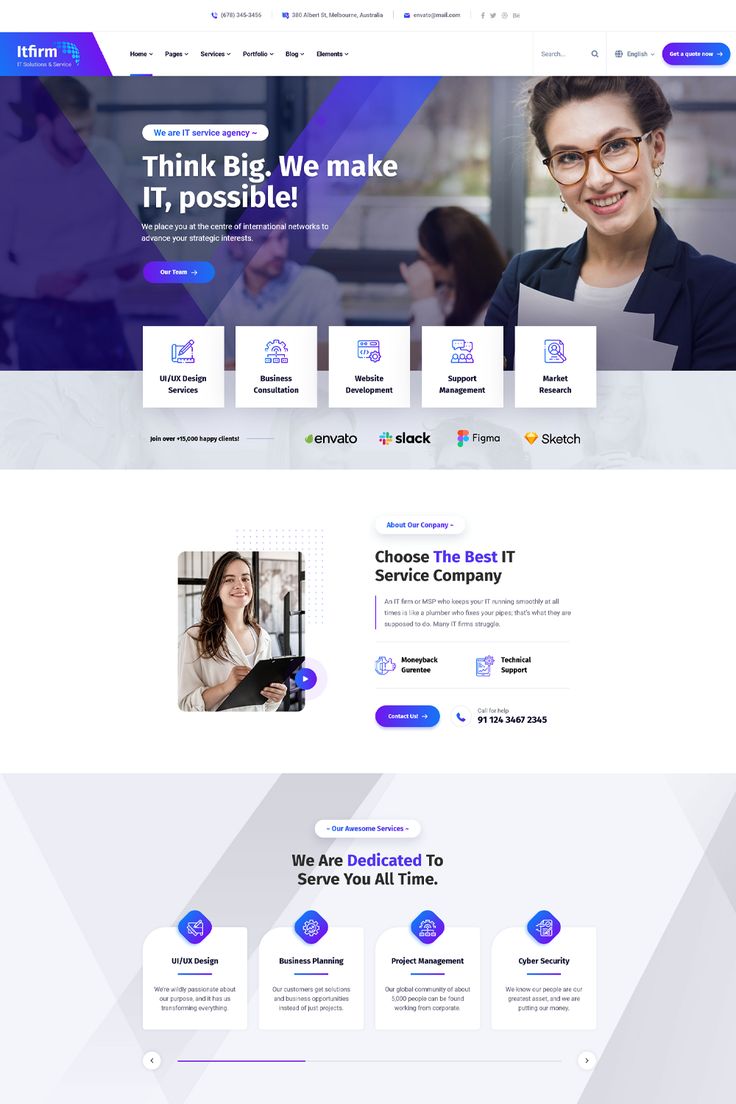 (678) 345-3456
380 Albert St, Melbourne, Australia
envato@mail.com
Itfirm
IT Solutions & Service
Home
Pages
Services
Portfolio
Blog
Elements
Search...
English
Get a quote now
We are IT service agency ~
Think Big. We make
IT, possible!
We place you at the centre of international networks to
advance your strategic interests.
Our Team
UI/UX Design
Services
Business
Consultation
Website
Development
Support
Management
Market
Research
Join over +15,000 happy clients!
envato
slack
Figma
Sketch
About Our Conpany ~
Choose The Best IT
Service Company
An IT firm or MSP who keeps your IT running smoothly at all
times is like a plumber who fixes your pipes; that's what they are
supposed to do. Many IT firms struggle.
Moneyback
Gurentee
Technical
Support
Contact Us!
Call for help
91 124 3467 2345
~ Our Awesome Services ~
We Are Dedicated To
Serve You All Time.
UI/UX Design
We're wildly passionate about
our purpose, and it has us
transforming everything.
Business Planning
Our customers get solutions
and business opportunities
instead of just projects.
Project Management
Our global community of about
5,000 people can be found
working from corporate.
Cyber Security
We know our people are our
greatest asset, and we are
putting our money.